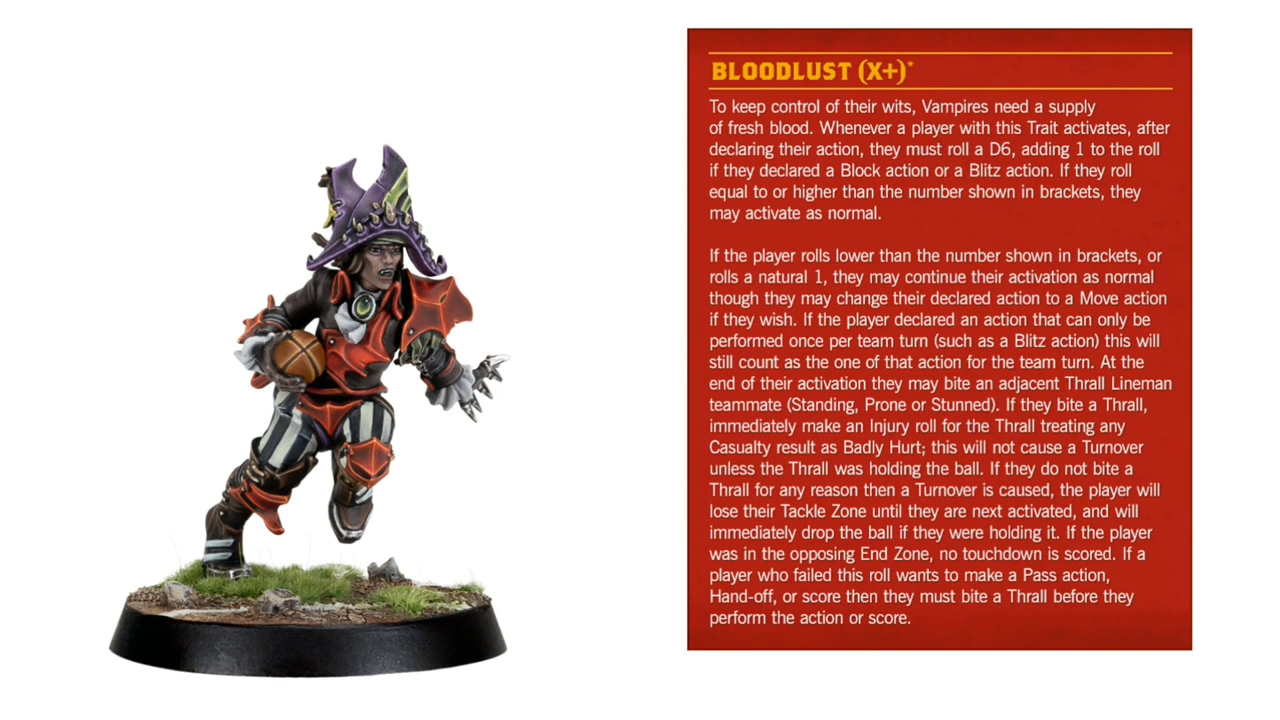 BLOODLUST (X+)*
To keep control of their wits, Vampires need a supply
of fresh blood. Whenever a player with this Trait activates, after
declaring their action, they must roll a D6, adding 1 to the roll
if they declared a Block action or a Blitz action. If they roll
equal to or higher than the number shown in brackets, they
may activate as normal.
If the player rolls lower than the number shown in brackets, or
rolls a natural 1, they may continue their activation as normal
though they may change their declared action to a Move action
if they wish. If the player declared an action that can only be
performed once per team turn (such as a Blitz action) this will
still count as the one of that action for the team turn. At the
end of their activation they may bite an adjacent Thrall Lineman
teammate (Standing, Prone or Stunned). If they bite a Thrall,
immediately make an Injury roll for the Thrall treating any
Casualty result as Badly Hurt; this will not cause a Turnover
unless the Thrall was holding the ball. If they do not bite a
Thrall for any reason then a Turnover is caused, the player will
lose their Tackle Zone until they are next activated, and will
immediately drop the ball if they were holding it. If the player
was in the opposing End Zone, no touchdown is scored. If a
player who failed this roll wants to make a Pass action,
Hand-off, or score then they must bite a Thrall before they
perform the action or score.